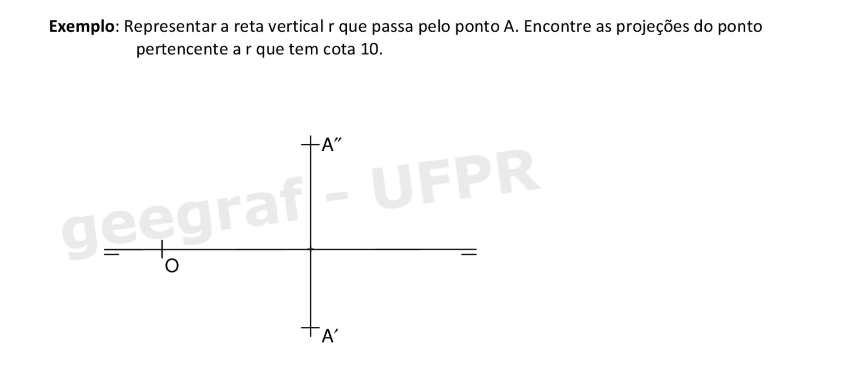 Exemplo: Representar a reta vertical r que passa pelo ponto A. Encontre as projeções do ponto
pertencente a r que tem cota 10.
A″
geegraf - UFPR
O
A′